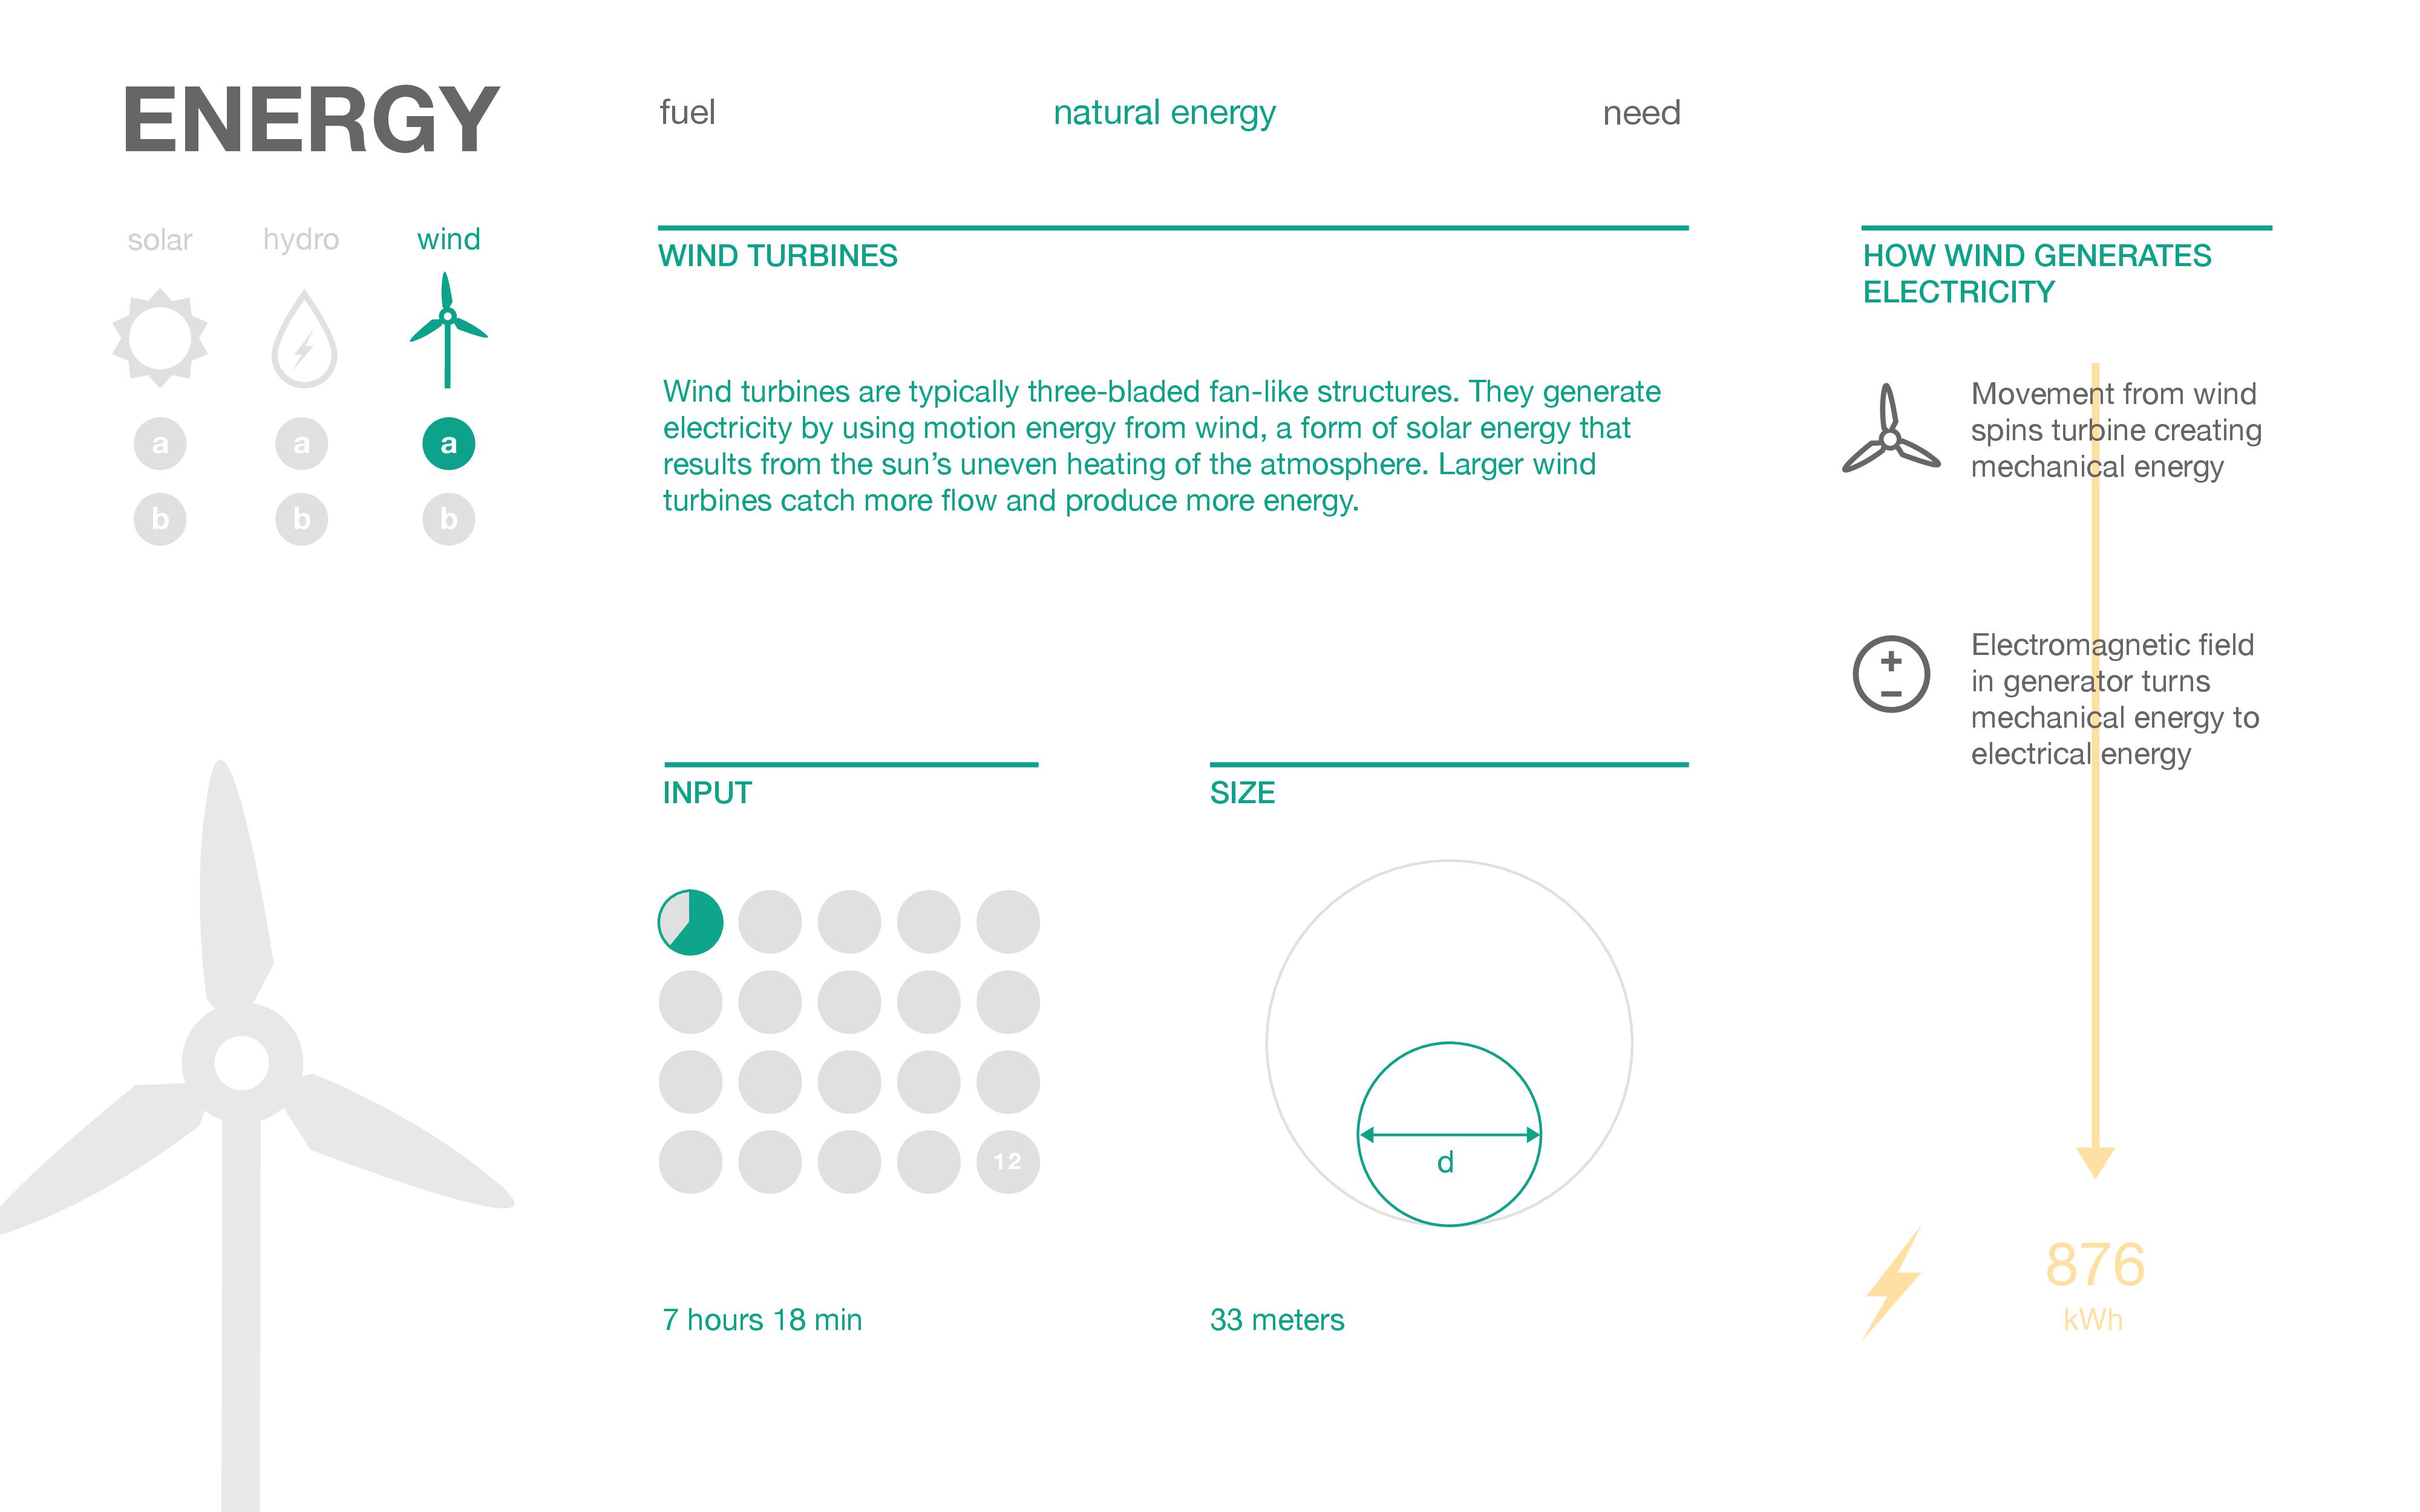 ENERGY
fuel
natural energy
need
solar
hydro
wind
a
a
a
b
b
b
WIND TURBINES
Wind turbines are typically three-bladed fan-like structures. They generate
electricity by using motion energy from wind, a form of solar energy that
results from the sun’s uneven heating of the atmosphere. Larger wind
turbines catch more flow and produce more energy.
INPUT
12
7 hours 18 min
SIZE
d
33 meters
HOW WIND GENERATES
ELECTRICITY
Movement from wind
spins turbine creating
mechanical energy
+
−
Electromagnetic field
in generator turns
mechanical energy to
electrical energy
876
kWh